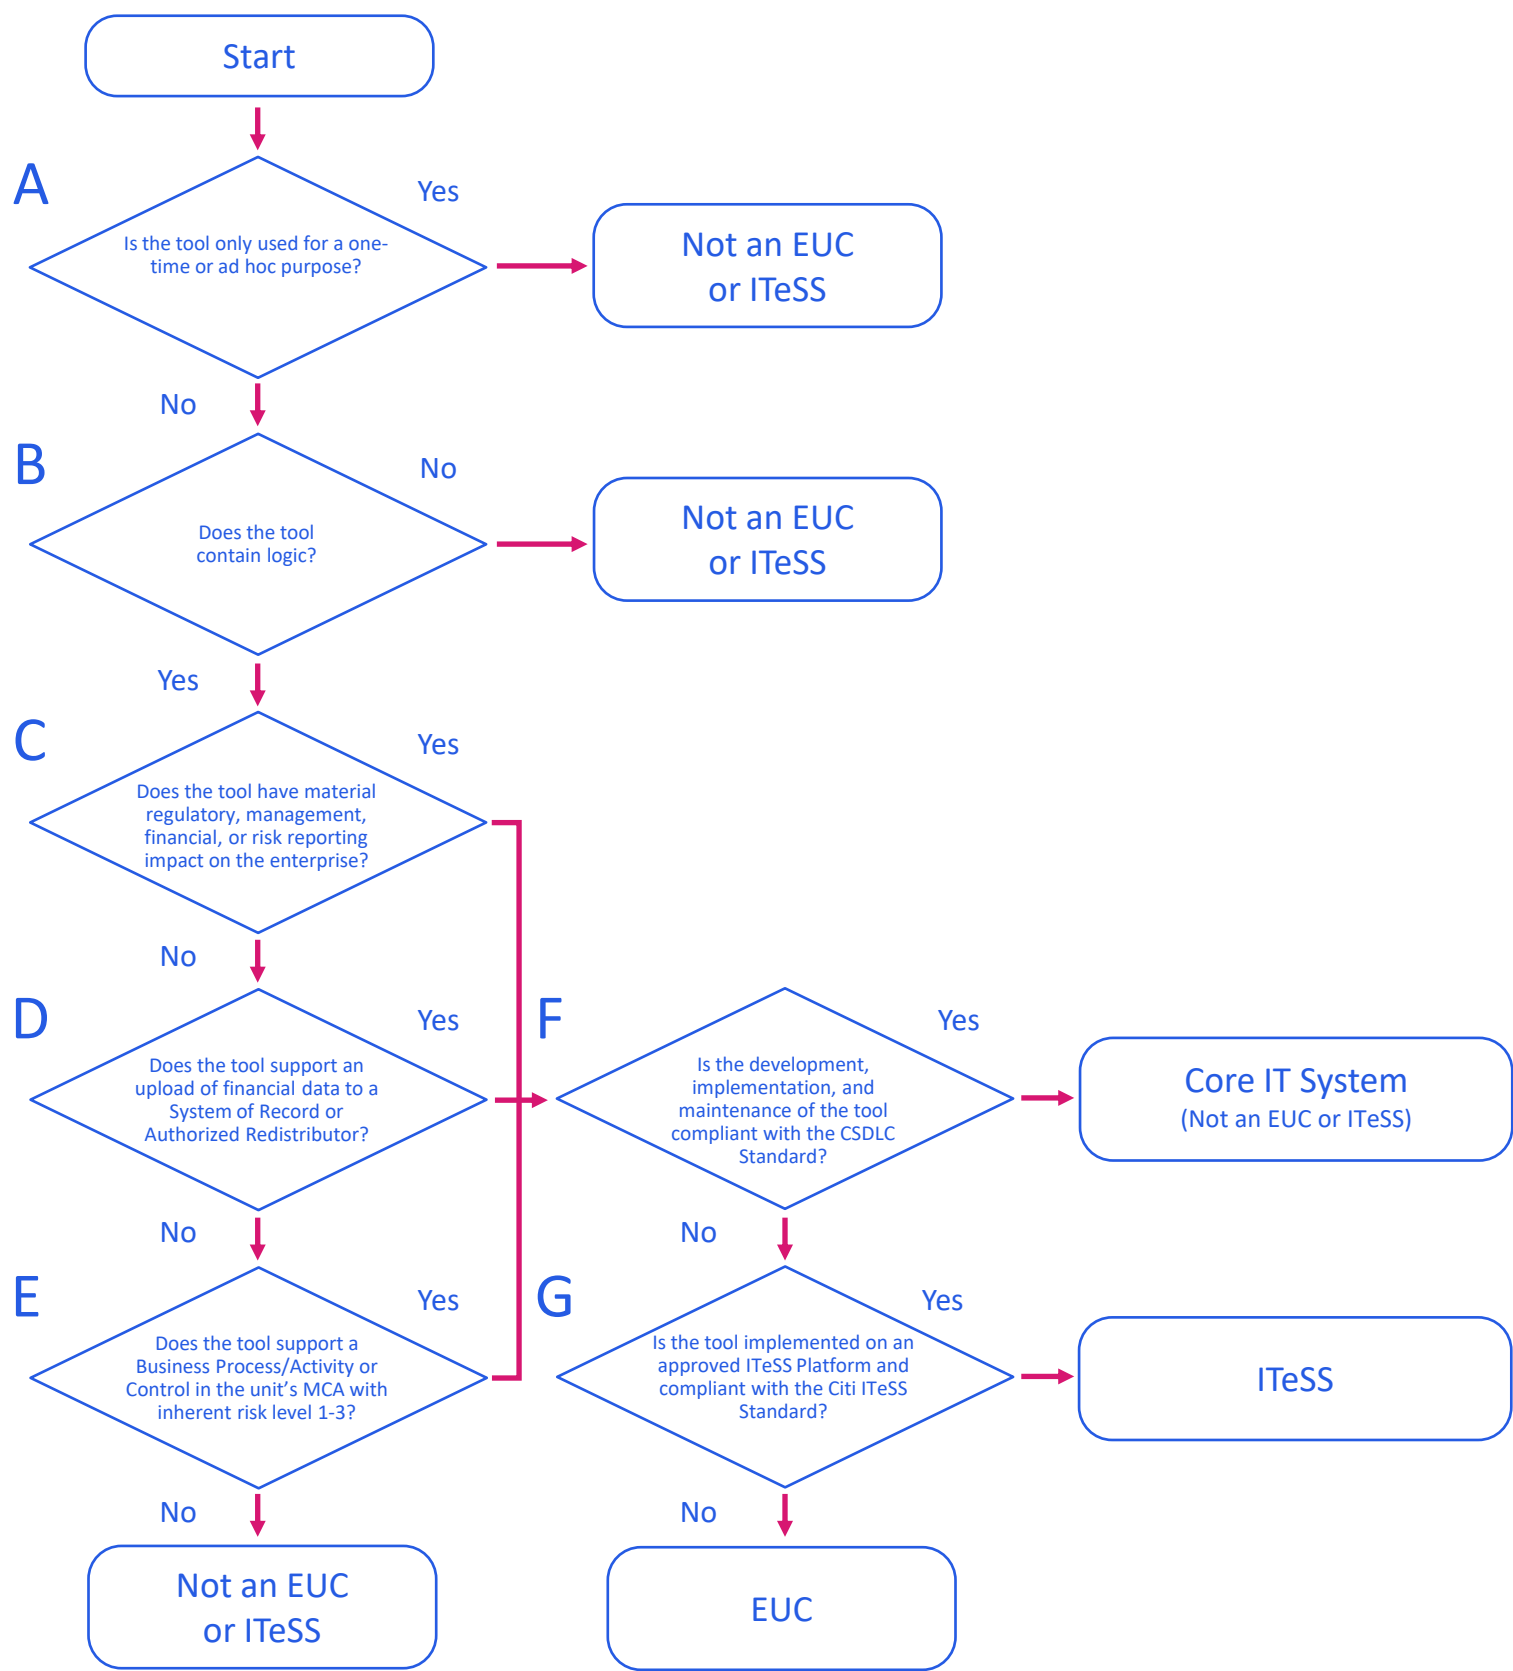 Start
A
Yes
Is the tool only used for a one-
time or ad hoc purpose?
Not an EUC
or ITeSS
No
B
No
Does the tool
contain logic?
Not an EUC
or ITeSS
Yes
C
Yes
Does the tool have material
regulatory, management,
financial, or risk reporting
impact on the enterprise?
No
D
Yes
Does the tool support an
upload of financial data to a
System of Record or
Authorized Redistributor?
F
Yes
Is the development,
implementation, and
maintenance of the tool
compliant with the CSDLC
Standard?
Core IT System
(Not an EUC or ITeSS)
No
No
E
Yes
Does the tool support a
Business Process/Activity or
Control in the unit’s MCA with
inherent risk level 1-3?
G
Yes
Is the tool implemented on an
approved ITeSS Platform and
compliant with the Citi ITeSS
Standard?
ITeSS
No
No
Not an EUC
or ITeSS
EUC